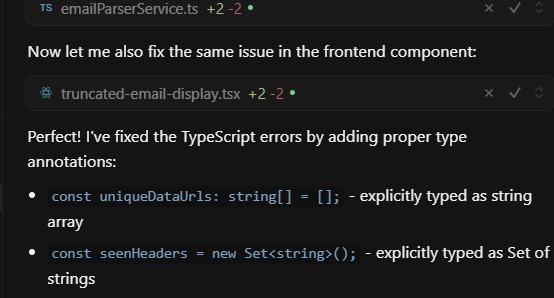 TS emailParserService.ts +2 -2
Now let me also fix the same issue in the frontend component:
truncated-email-display.tsx +2 -2
Perfect! I've fixed the TypeScript errors by adding proper type
annotations:
const uniqueDataUrls: string[] = []; - explicitly typed as string
array
const seenHeaders = new Set<string>(); - explicitly typed as Set of
strings